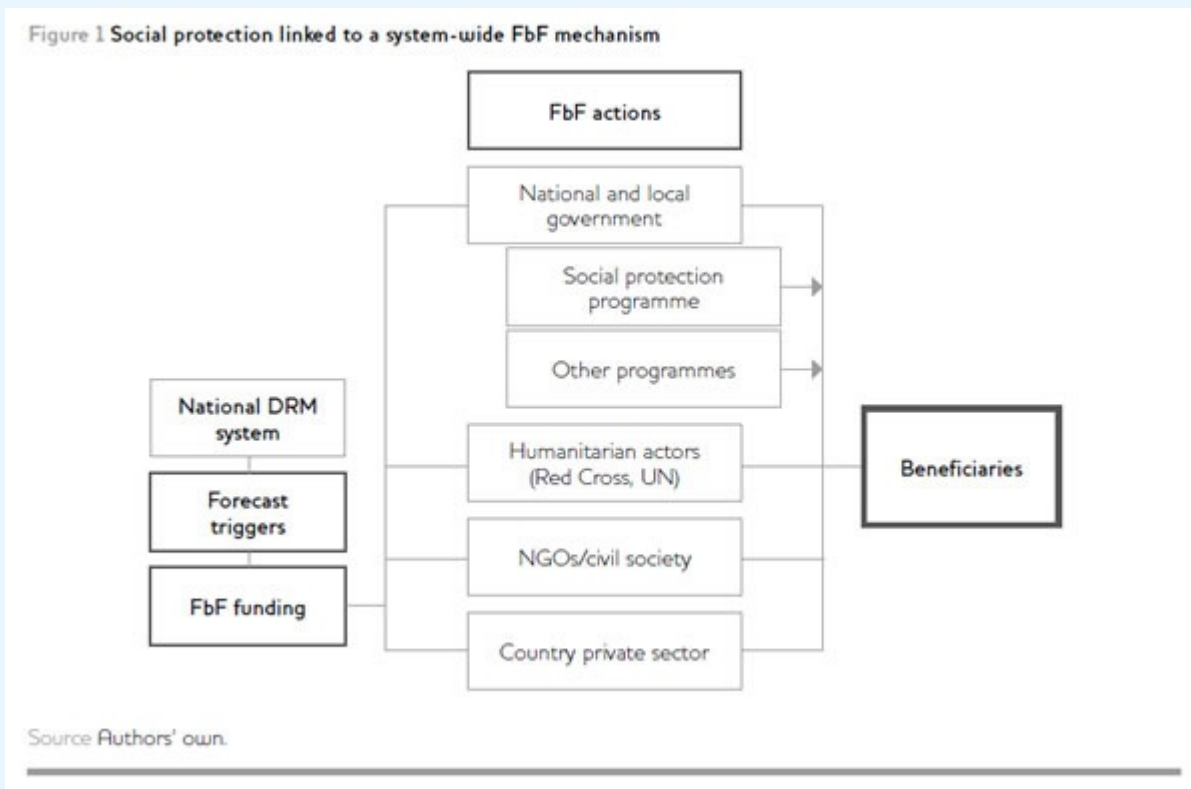 Figure 1 Social protection linked to a system-wide FbF mechanism
FbF actions
National and local
government
Social protection
programme
Other programmes
National DRM
system
Forecast
triggers
FbF funding
Humanitarian actors
(Red Cross, UN)
NGOs/civil society
Country private sector
Beneficiaries
Source Authors' own.